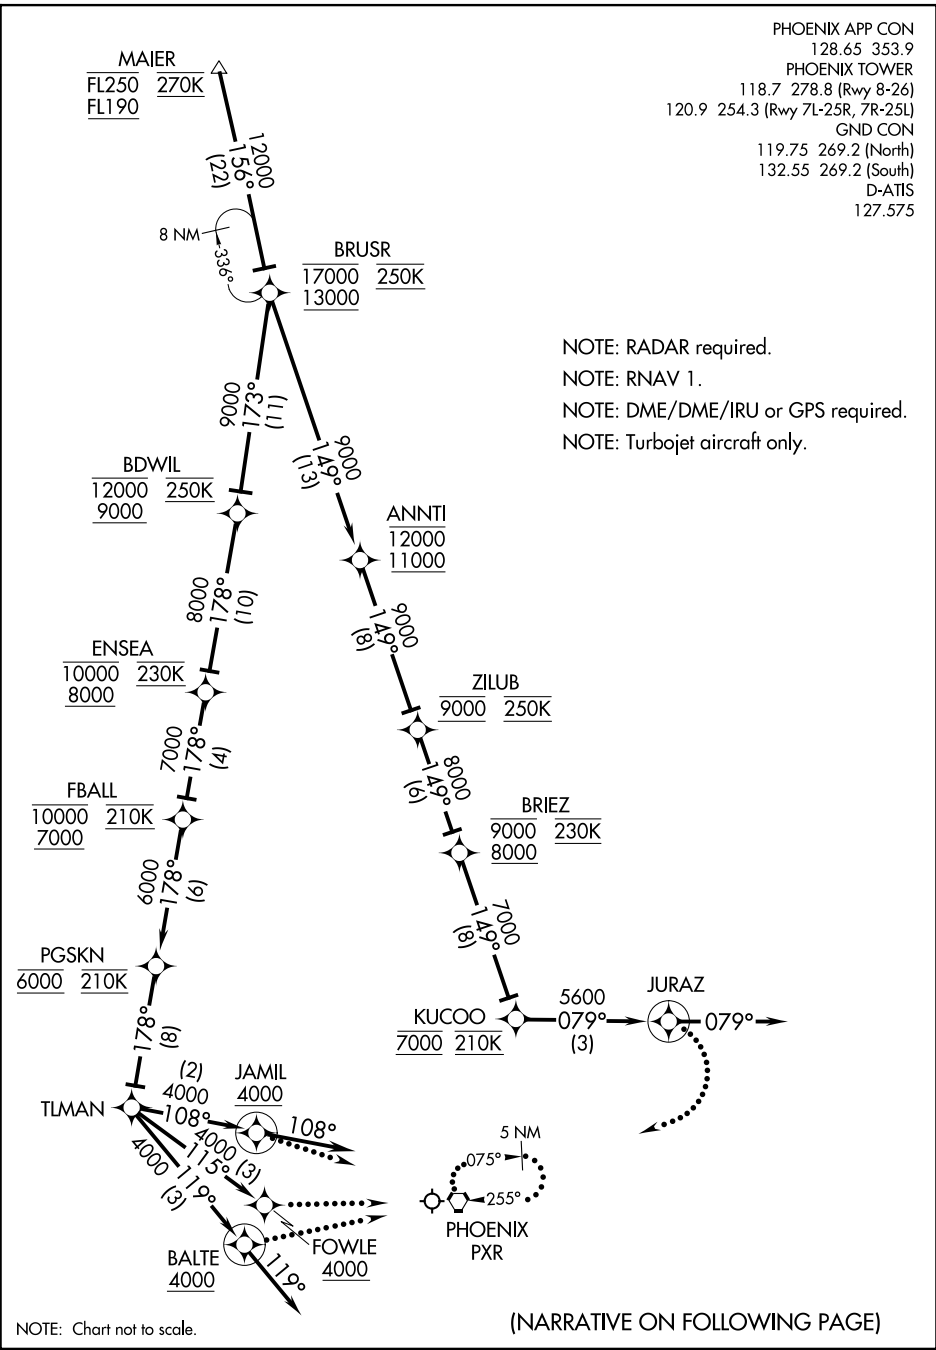 PHOENIX APP CON
128.65 353.9
PHOENIX TOWER
118.7 278.8 (Rwy 8-26)
120.9 254.3 (Rwy 7L-25R, 7R-25L)
GND CON
119.75 269.2 (North)
132.55 269.2 (South)
D-ATIS
127.575
MAIER
FL250 270K
FL190
12000
156°
(22)
8 NM
336°
BRUSR
17000 250K
13000
NOTE: RADAR required.
NOTE: RNAV 1.
NOTE: DME/DME/IRU or GPS required.
NOTE: Turbojet aircraft only.
9000
173°
(11)
9000
149°
(13)
BDWIL
12000 250K
9000
ANNTI
12000
11000
8000
178°
(10)
9000
149°
(8)
ENSEA
10000 230K
8000
ZILUB
9000 250K
7000
178°
(4)
8000
149°
(6)
FBALL
10000 210K
7000
BRIEZ
9000 230K
8000
6000
178°
(6)
7000
149°
(8)
PGSKN
6000 210K
KUCOO
7000 210K
5600
079°
(3)
JURAZ
079°
178°
(8)
TLMAN
(2)
4000
108°
JAMIL
4000
108°
4000 (3)
115°
4000
119°
(3)
FOWLE
4000
BALTE
4000
119°
5 NM
075°
255°
PHOENIX
PXR
NOTE: Chart not to scale.
(NARRATIVE ON FOLLOWING PAGE)